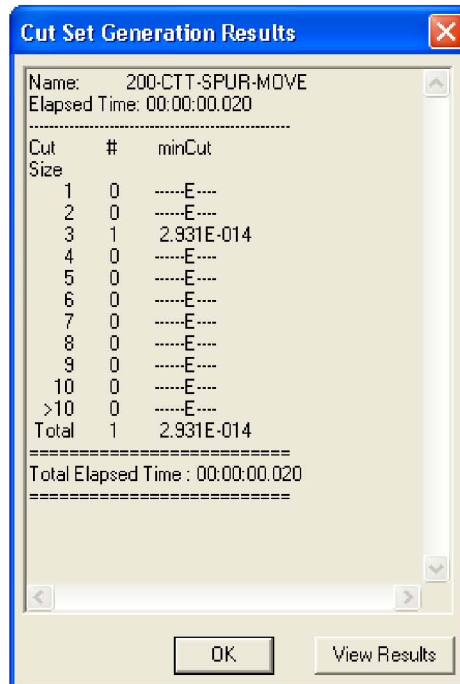 Cut Set Generation Results
Name: 200-CTT-SPUR-MOVE
Elapsed Time: 00:00:00.020
--------------------------------------------------
Cut # minCut
Size
1 0 ------E----
2 0 ------E----
3 1 2.931E-014
4 0 ------E----
5 0 ------E----
6 0 ------E----
7 0 ------E----
8 0 ------E----
9 0 ------E----
10 0 ------E----
>10 0 ------E----
Total 1 2.931E-014
==========================
Total Elapsed Time : 00:00:00.020
==========================
OK View Results